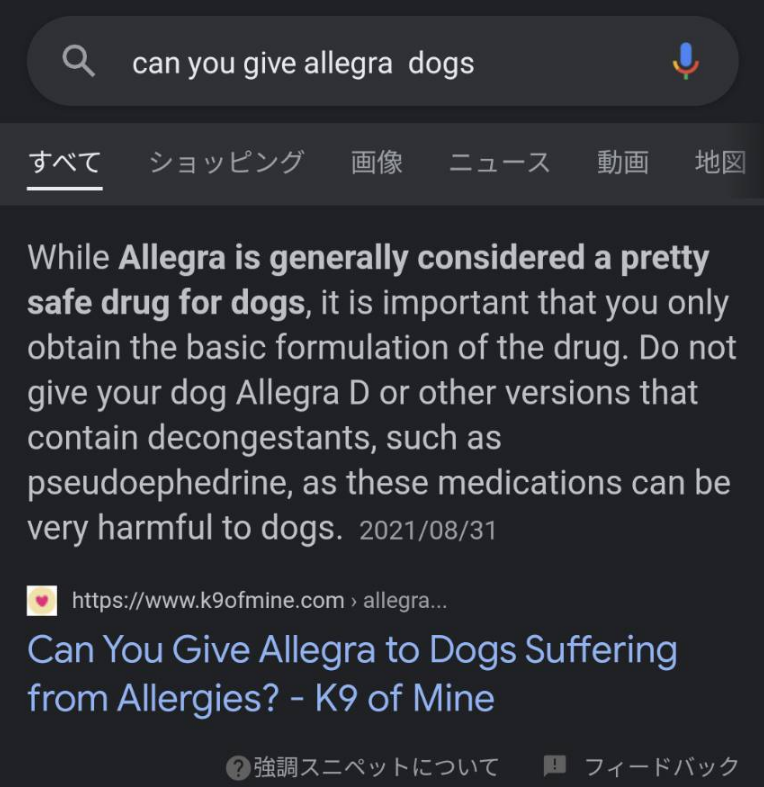 can you give allegra  dogs
すべて ショッピング 画像 ニュース 動画 地図
While Allegra is generally considered a pretty
safe drug for dogs, it is important that you only
obtain the basic formulation of the drug. Do not
give your dog Allegra D or other versions that
contain decongestants, such as
pseudoephedrine, as these medications can be
very harmful to dogs. 2021/08/31
https://www.k9ofmine.com › allegra...
Can You Give Allegra to Dogs Suffering
from Allergies? - K9 of Mine
強調スニペットについて フィードバック